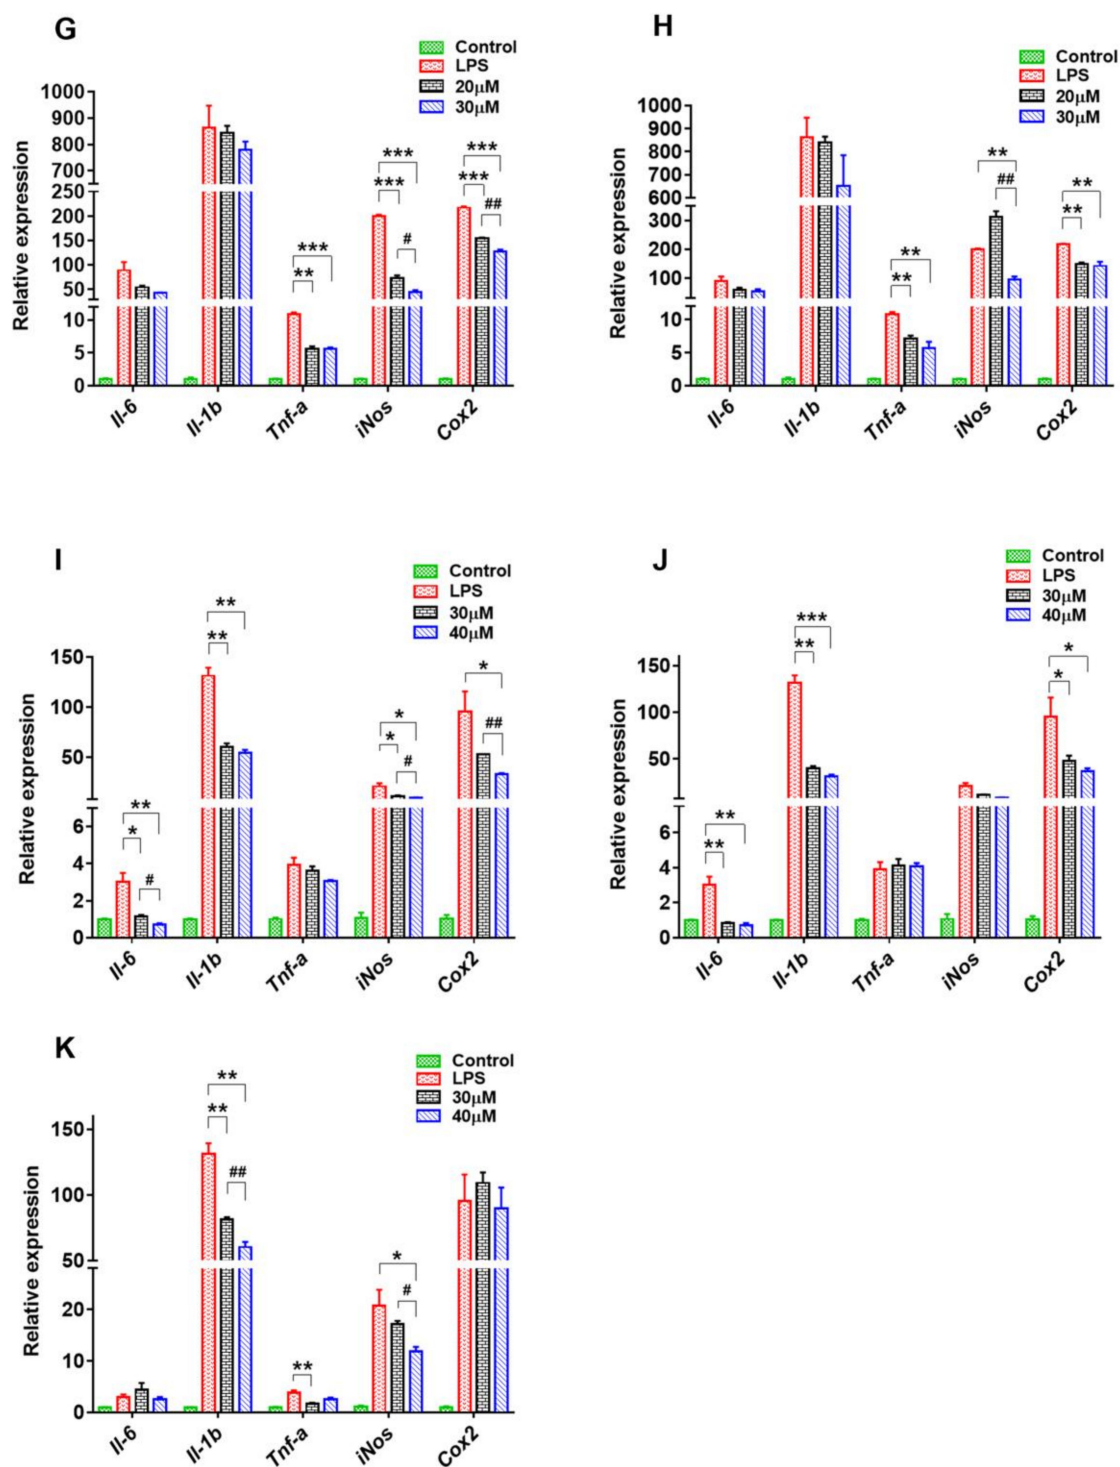 G
Control
LPS
20μM
30μM
Relative expression
1000
900
800
700
250
200
150
100
50
10
5
0
***
**
***
***
#
***
***
##
Il-6
Il-1b
Tnf-a
iNos
Cox2
H
Control
LPS
20μM
30μM
Relative expression
1000
900
800
700
600
300
200
100
10
5
0
**
**
**
##
**
**
Il-6
Il-1b
Tnf-a
iNos
Cox2
I
Control
LPS
30μM
40μM
Relative expression
150
100
50
6
4
2
0
**
*
#
**
**
*
*
#
*
##
Il-6
Il-1b
Tnf-a
iNos
Cox2
J
Control
LPS
30μM
40μM
Relative expression
150
100
50
6
4
2
0
**
**
***
**
*
*
Il-6
Il-1b
Tnf-a
iNos
Cox2
K
Control
LPS
30μM
40μM
Relative expression
150
100
50
20
10
0
**
**
##
**
*
#
Il-6
Il-1b
Tnf-a
iNos
Cox2